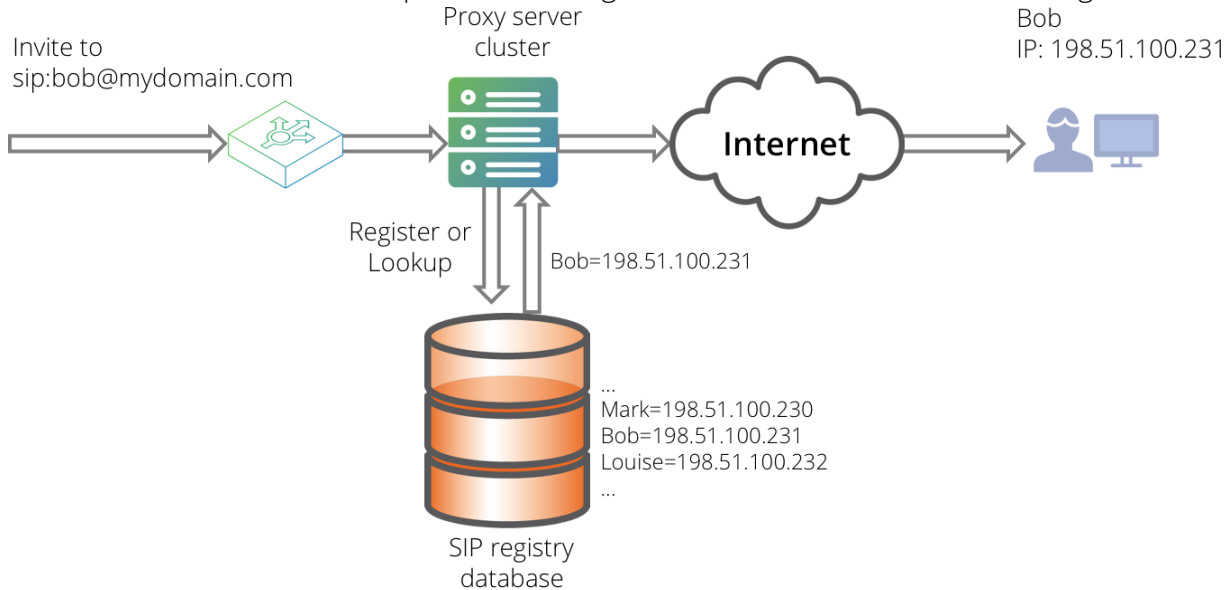 Proxy server
cluster
Invite to
sip:bob@mydomain.com
Bob
IP: 198.51.100.231
Internet
Register or
Lookup
Bob=198.51.100.231
...
Mark=198.51.100.230
Bob=198.51.100.231
Louise=198.51.100.232
...
SIP registry
database